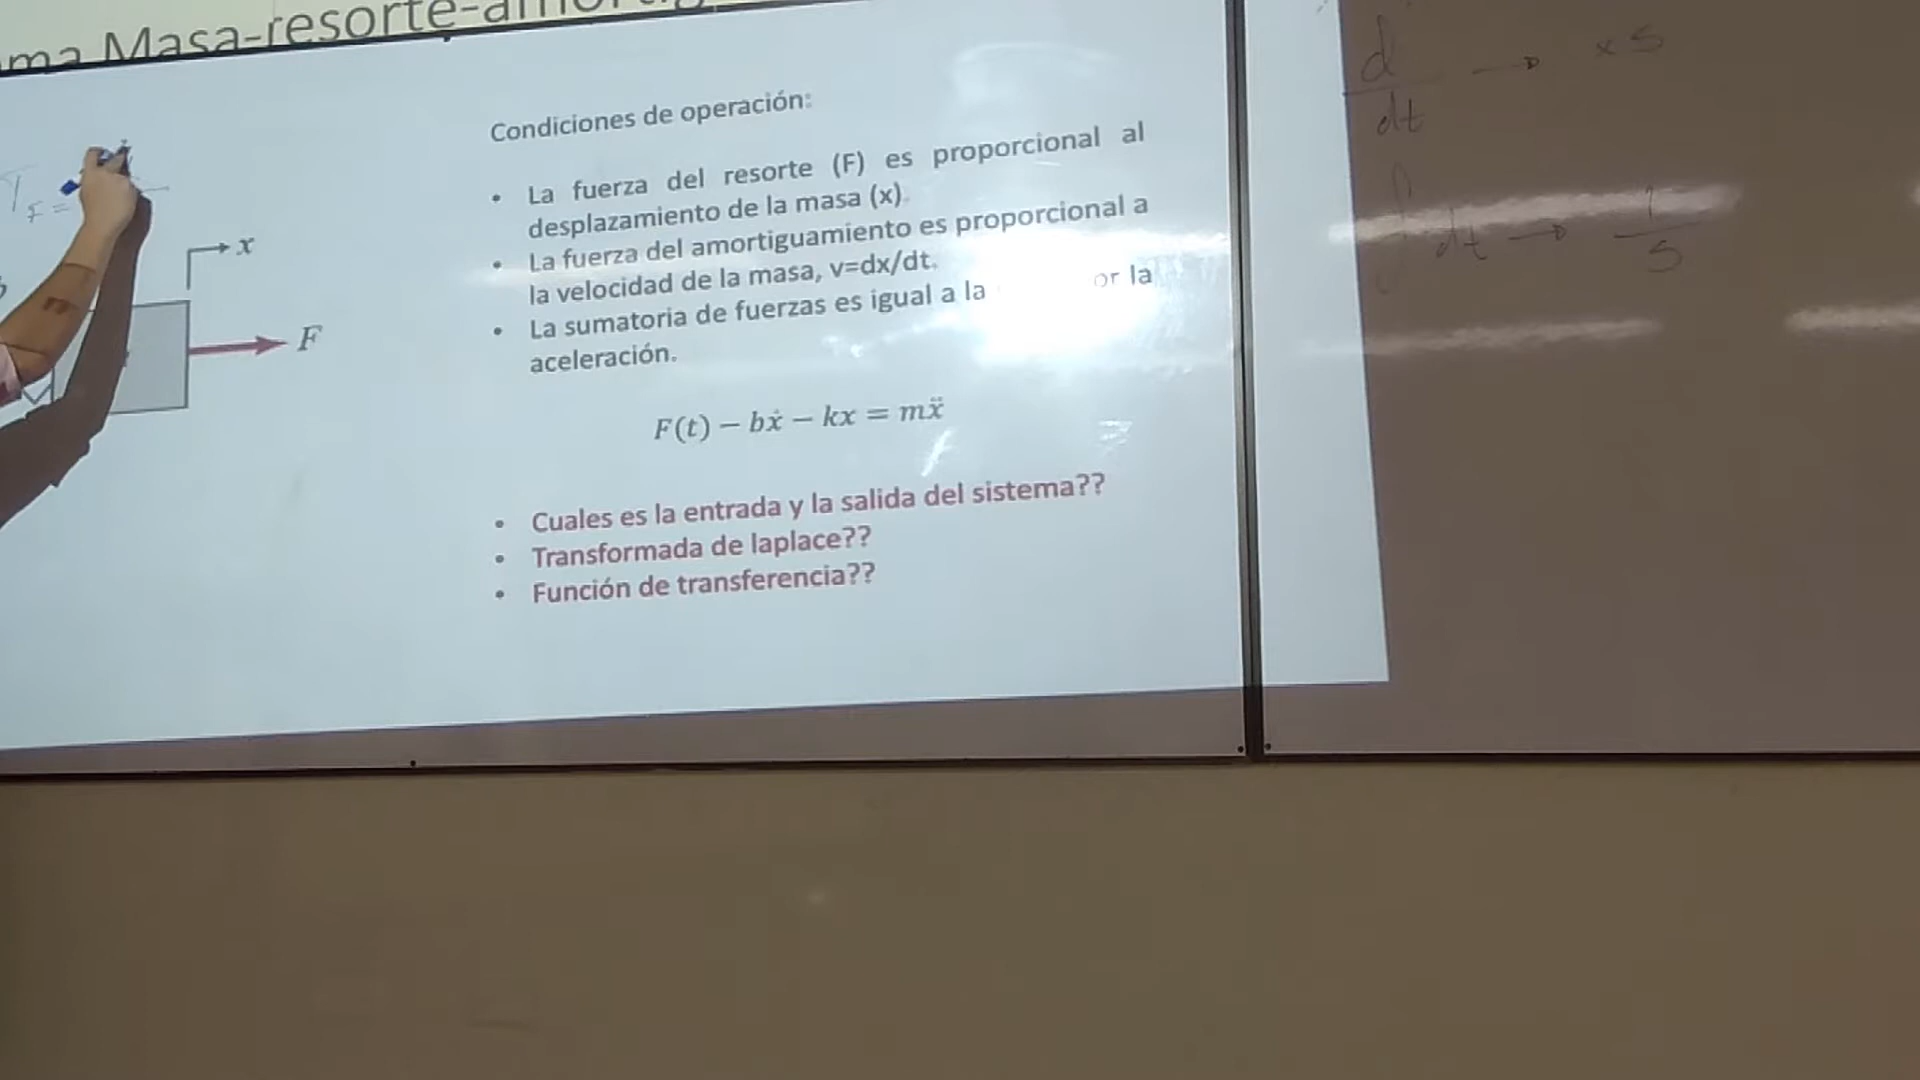 Masa-resorte-
Condiciones de operación:
• La fuerza del resorte (F) es proporcional al
desplazamiento de la masa (x).
• La fuerza del amortiguamiento es proporcional a
la velocidad de la masa, v=dx/dt.
• La sumatoria de fuerzas es igual a la or la
aceleración.
F(t) − bẋ − kx = mẍ
• Cuales es la entrada y la salida del sistema??
• Transformada de laplace??
• Función de transferencia??
x
F
TF =
d/dt → x s
∫ dt → 1/s